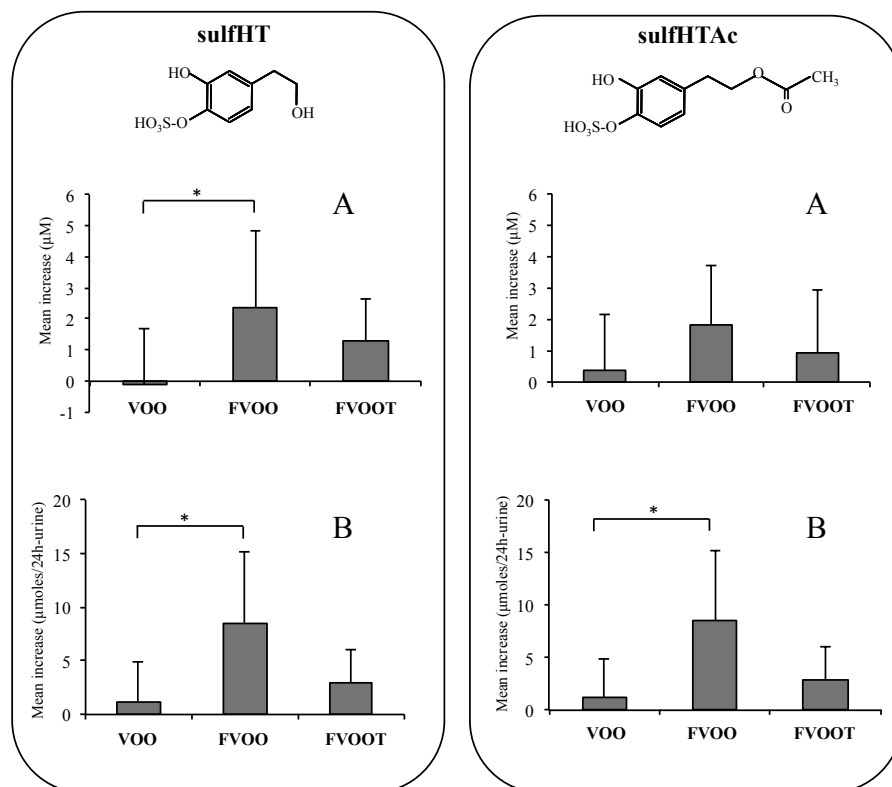 sulfHT
HO
OH
HO₃S-O
A
Mean increase (µM)
6
5
4
3
2
1
0
-1
*
VOO FVOO FVOOT
B
Mean increase (µmoles/24h-urine)
20
15
10
5
0
*
VOO FVOO FVOOT
sulfHTAc
HO
O
CH₃
O
HO₃S-O
A
Mean increase (µM)
6
5
4
3
2
1
0
VOO FVOO FVOOT
B
Mean increase (µmoles/24h-urine)
20
15
10
5
0
*
VOO FVOO FVOOT